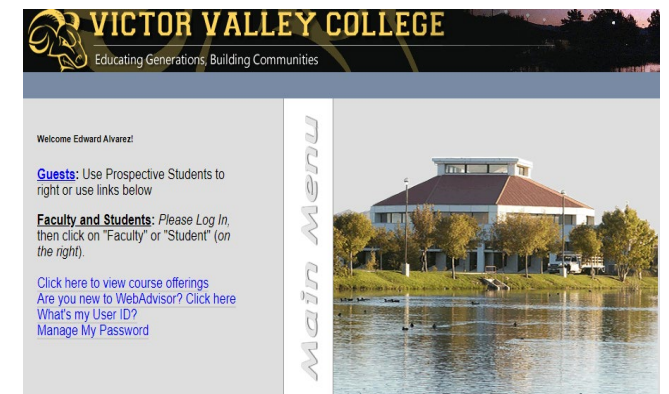 VICTOR VALLEY COLLEGE
Educating Generations, Building Communities
Welcome Edward Alvarez!
Guests: Use Prospective Students to
right or use links below
Faculty and Students: Please Log In,
then click on "Faculty" or "Student" (on
the right).
Click here to view course offerings
Are you new to WebAdvisor? Click here
What's my User ID?
Manage My Password
Main Menu